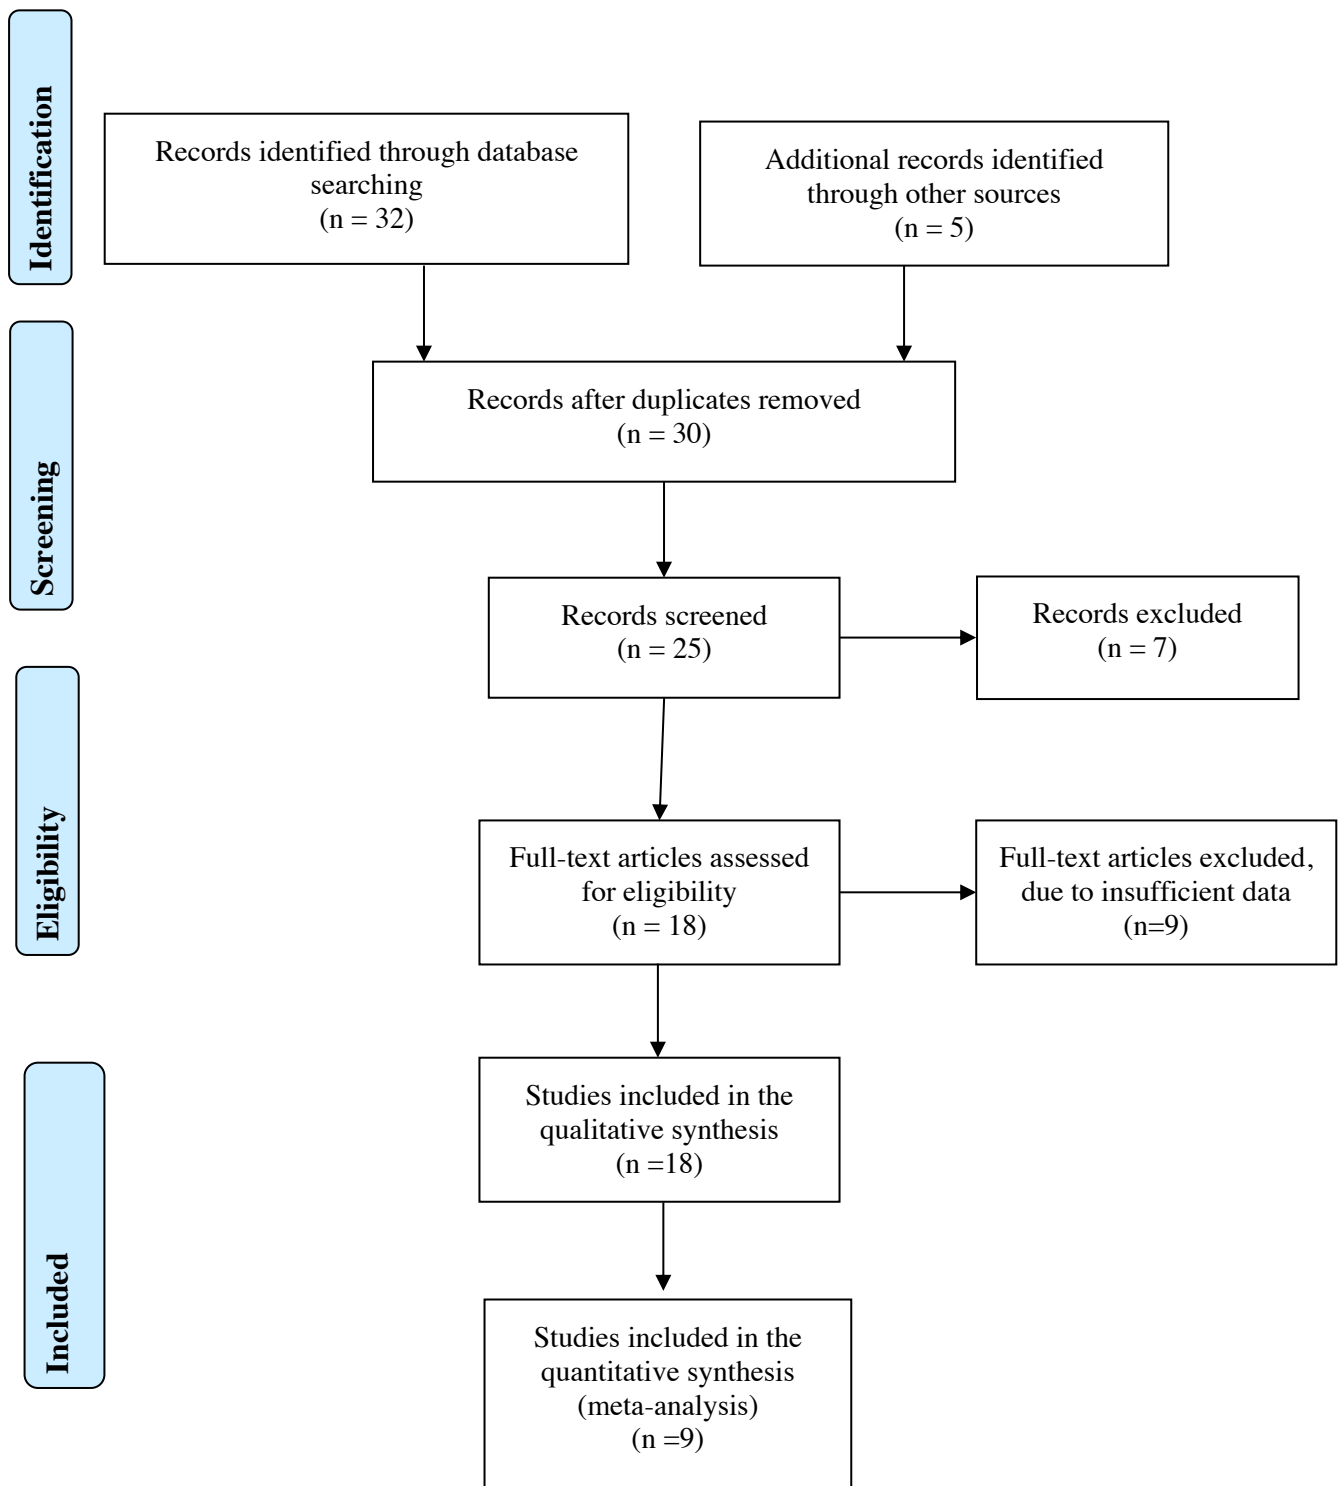 Identification
Records identified through database
searching
(n = 32)
Additional records identified
through other sources
(n = 5)
Screening
Records after duplicates removed
(n = 30)
Records screened
(n = 25)
Records excluded
(n = 7)
Eligibility
Full-text articles assessed
for eligibility
(n = 18)
Full-text articles excluded,
due to insufficient data
(n=9)
Included
Studies included in the
qualitative synthesis
(n =18)
Studies included in the
quantitative synthesis
(meta-analysis)
(n =9)